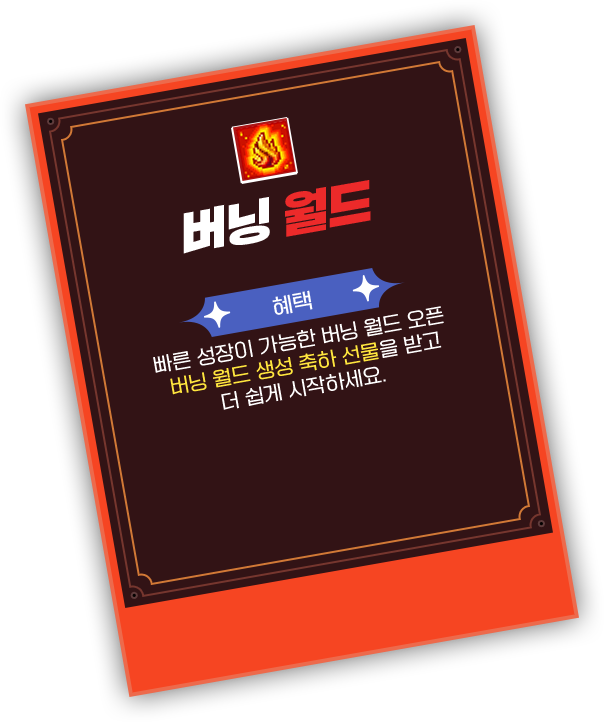 버닝 월드
혜택
빠른 성장이 가능한 버닝 월드 오픈
버닝 월드 생성 축하 선물을 받고
더 쉽게 시작하세요.